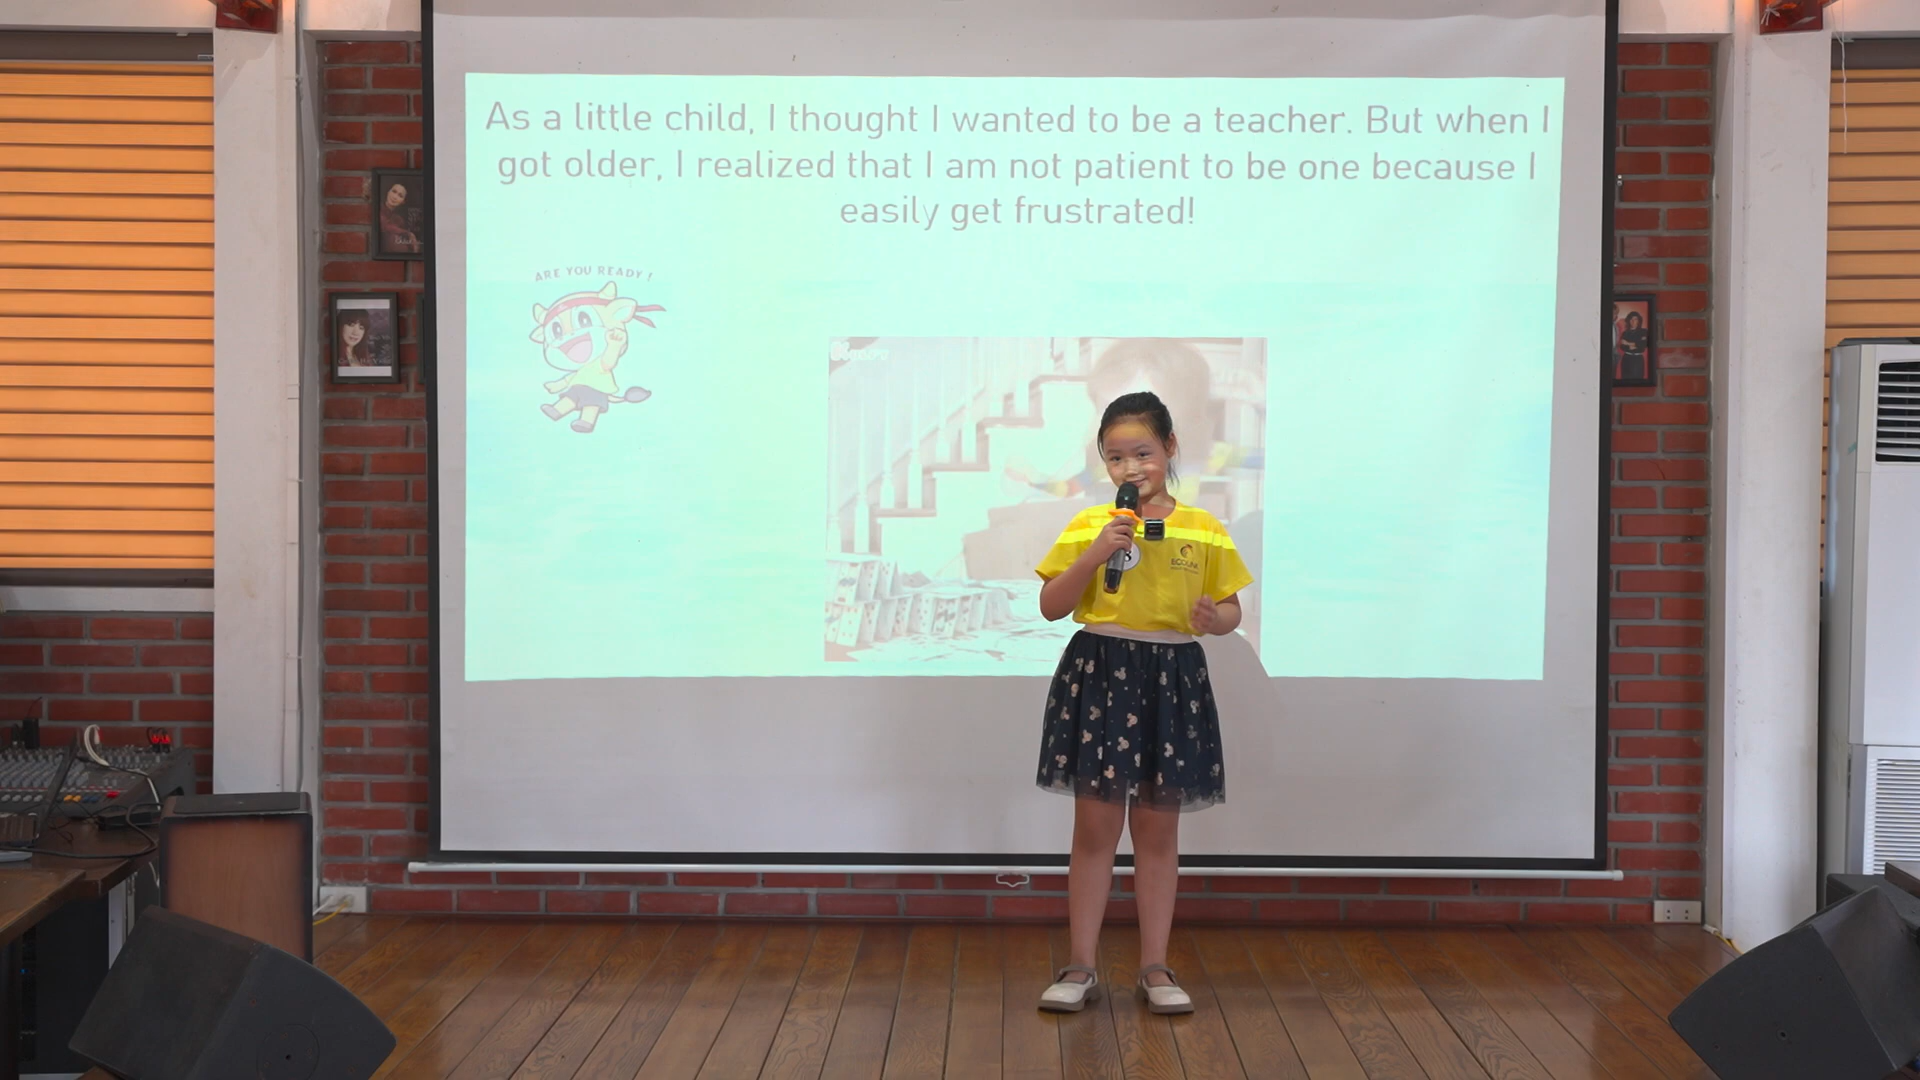 As a little child, I thought I wanted to be a teacher. But when I
got older, I realized that I am not patient to be one because I
easily get frustrated!
ARE YOU READY !
8